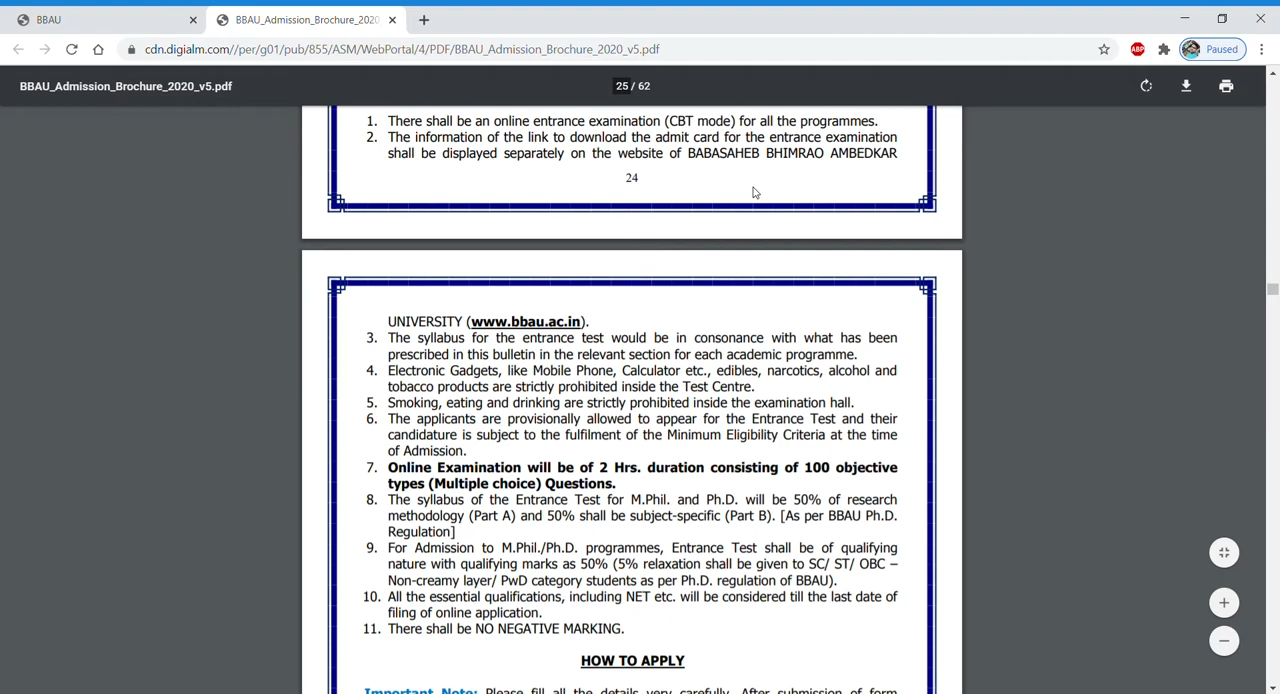 BBAU
BBAU_Admission_Brochure_2020
cdn.digialm.com//per/g01/pub/855/ASM/WebPortal/4/PDF/BBAU_Admission_Brochure_2020_v5.pdf
ABP
Paused
BBAU_Admission_Brochure_2020_v5.pdf
25 / 62
1. There shall be an online entrance examination (CBT mode) for all the programmes.
2. The information of the link to download the admit card for the entrance examination
shall be displayed separately on the website of BABASAHEB BHIMRAO AMBEDKAR
24
UNIVERSITY (www.bbau.ac.in).
3. The syllabus for the entrance test would be in consonance with what has been
prescribed in this bulletin in the relevant section for each academic programme.
4. Electronic Gadgets, like Mobile Phone, Calculator etc., edibles, narcotics, alcohol and
tobacco products are strictly prohibited inside the Test Centre.
5. Smoking, eating and drinking are strictly prohibited inside the examination hall.
6. The applicants are provisionally allowed to appear for the Entrance Test and their
candidature is subject to the fulfilment of the Minimum Eligibility Criteria at the time
of Admission.
7. Online Examination will be of 2 Hrs. duration consisting of 100 objective
types (Multiple choice) Questions.
8. The syllabus of the Entrance Test for M.Phil. and Ph.D. will be 50% of research
methodology (Part A) and 50% shall be subject-specific (Part B). [As per BBAU Ph.D.
Regulation]
9. For Admission to M.Phil./Ph.D. programmes, Entrance Test shall be of qualifying
nature with qualifying marks as 50% (5% relaxation shall be given to SC/ ST/ OBC –
Non-creamy layer/ PwD category students as per Ph.D. regulation of BBAU).
10. All the essential qualifications, including NET etc. will be considered till the last date of
filing of online application.
11. There shall be NO NEGATIVE MARKING.
HOW TO APPLY
Important Note: Please fill all the details very carefully. After submission of form